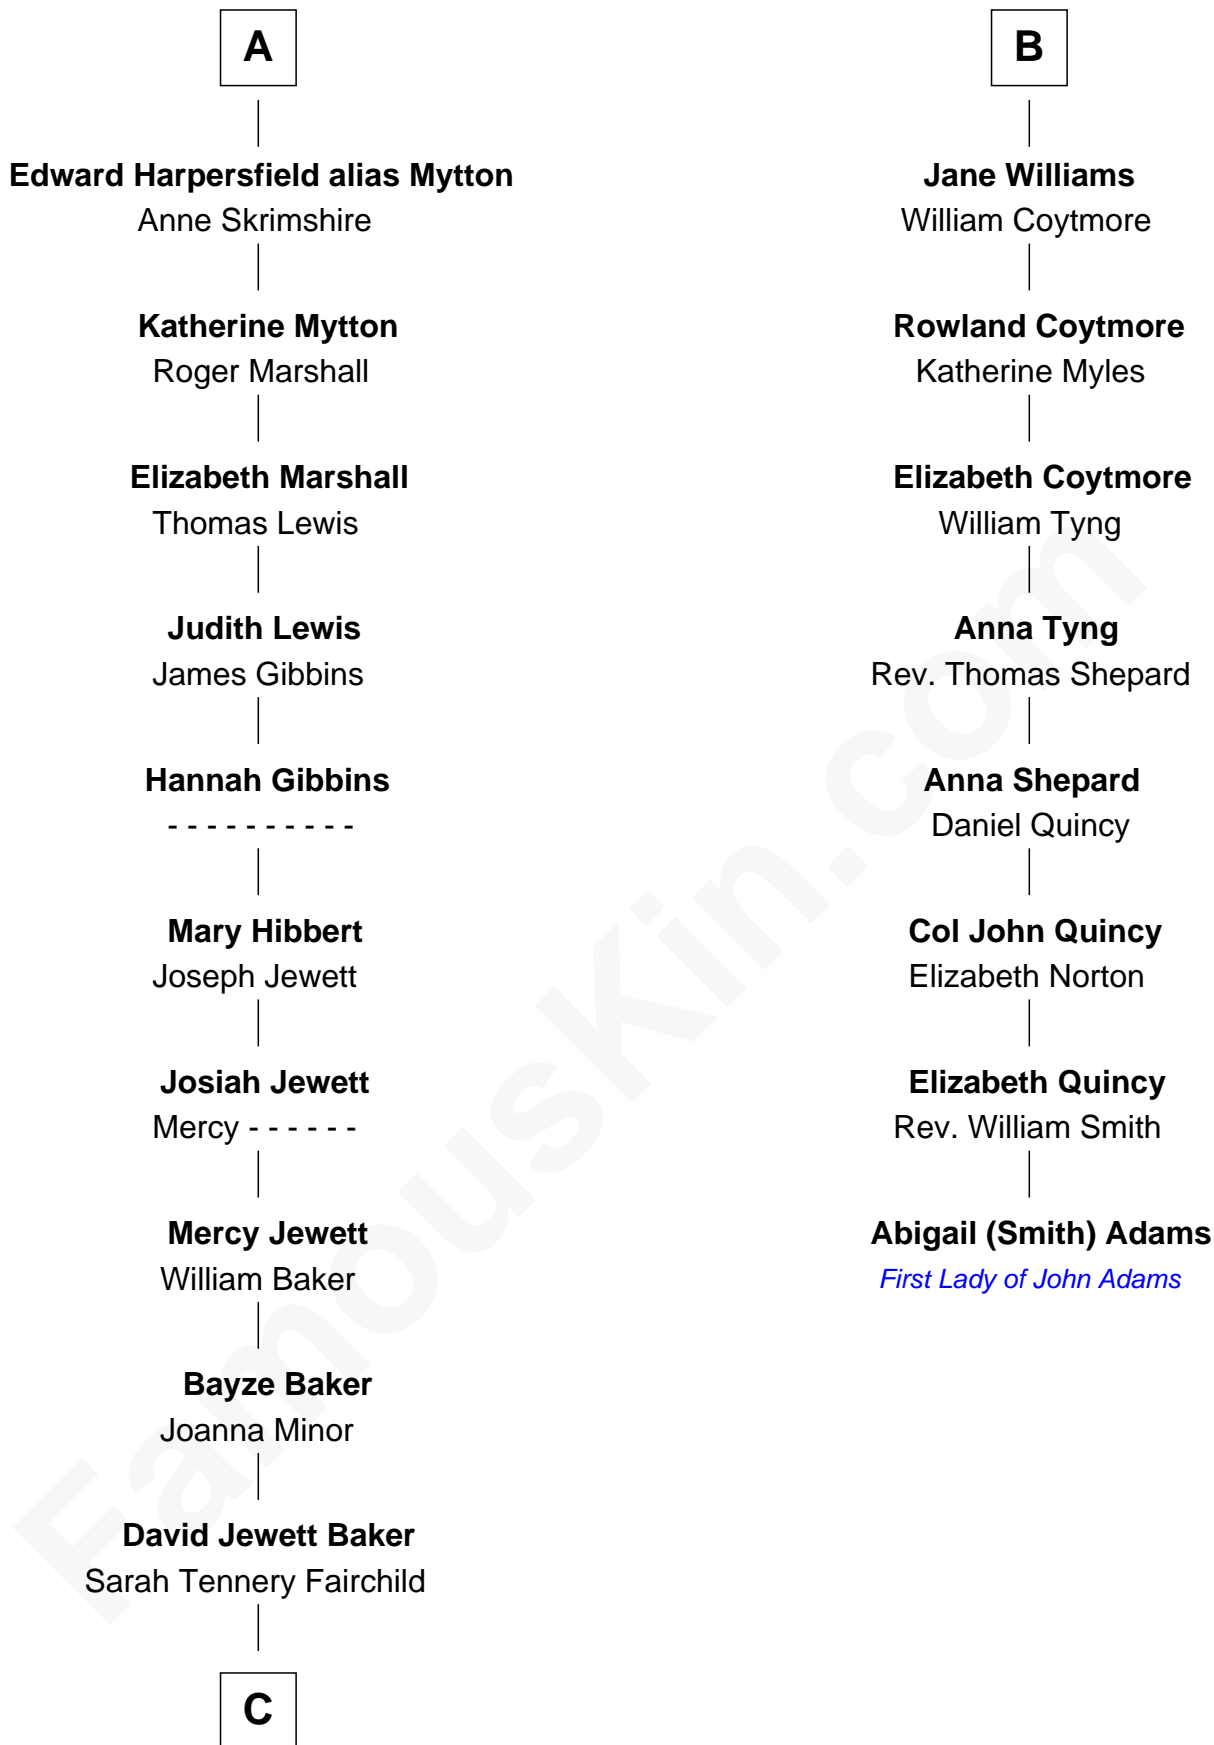 A
Edward Harpersfield alias Mytton
Anne Skrimshire
Katherine Mytton
Roger Marshall
Elizabeth Marshall
Thomas Lewis
Judith Lewis
James Gibbins
Hannah Gibbins
- - - - - - - - - -
Mary Hibbert
Joseph Jewett
Josiah Jewett
Mercy - - - - - -
Mercy Jewett
William Baker
Bayze Baker
Joanna Minor
David Jewett Baker
Sarah Tennery Fairchild
C
B
Jane Williams
William Coytmore
Rowland Coytmore
Katherine Myles
Elizabeth Coytmore
William Tyng
Anna Tyng
Rev. Thomas Shepard
Anna Shepard
Daniel Quincy
Col John Quincy
Elizabeth Norton
Elizabeth Quincy
Rev. William Smith
Abigail (Smith) Adams
First Lady of John Adams
FamousKin.com